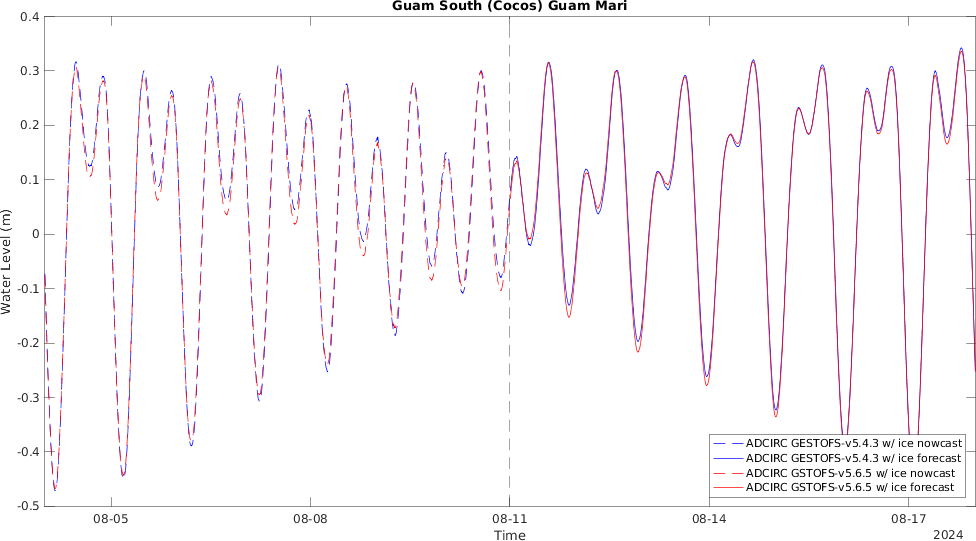 Guam South (Cocos) Guam Mari
0.4
0.3
0.2
0.1
0
-0.1
-0.2
-0.3
-0.4
-0.5
Water Level (m)
08-05
08-08
08-11
08-14
08-17
Time
2024
ADCIRC GESTOFS-v5.4.3 w/ ice nowcast
ADCIRC GESTOFS-v5.4.3 w/ ice forecast
ADCIRC GSTOFS-v5.6.5 w/ ice nowcast
ADCIRC GSTOFS-v5.6.5 w/ ice forecast